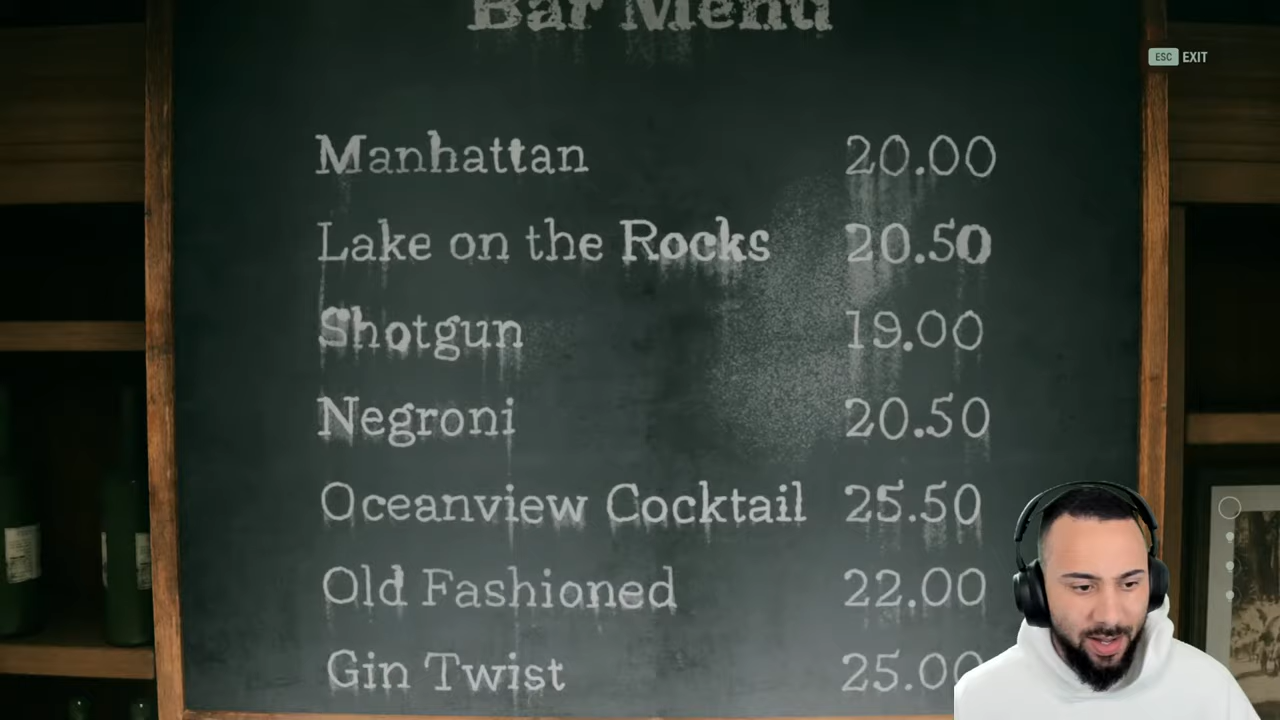 Bar Menu
ESC EXIT
Manhattan 20.00
Lake on the Rocks 20.50
Shotgun 19.00
Negroni 20.50
Oceanview Cocktail 25.50
Old Fashioned 22.00
Gin Twist 25.00